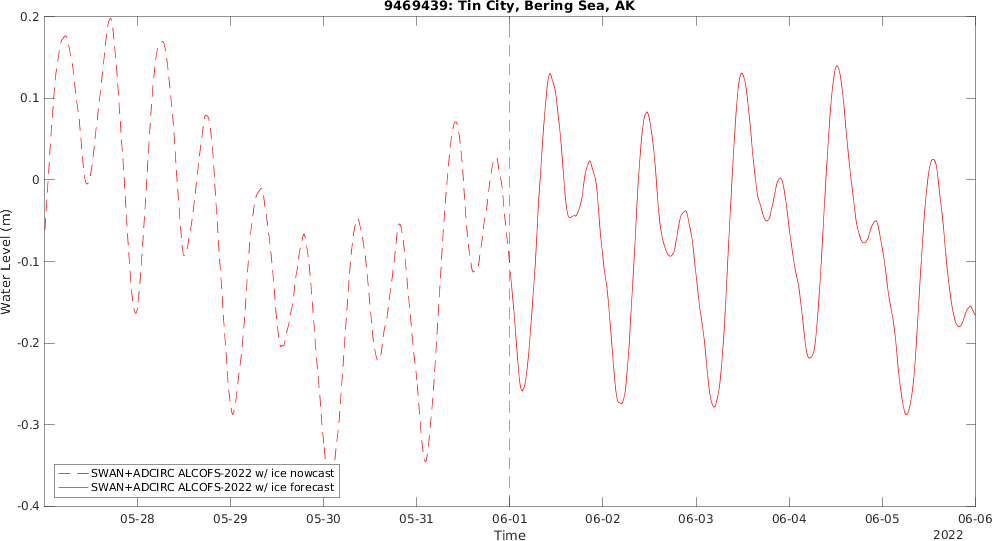 9469439: Tin City, Bering Sea, AK
0.2
0.1
0
-0.1
-0.2
-0.3
-0.4
Water Level (m)
SWAN+ADCIRC ALCOFS-2022 w/ ice nowcast
SWAN+ADCIRC ALCOFS-2022 w/ ice forecast
05-28 05-29 05-30 05-31 06-01 06-02 06-03 06-04 06-05 06-06
Time
2022